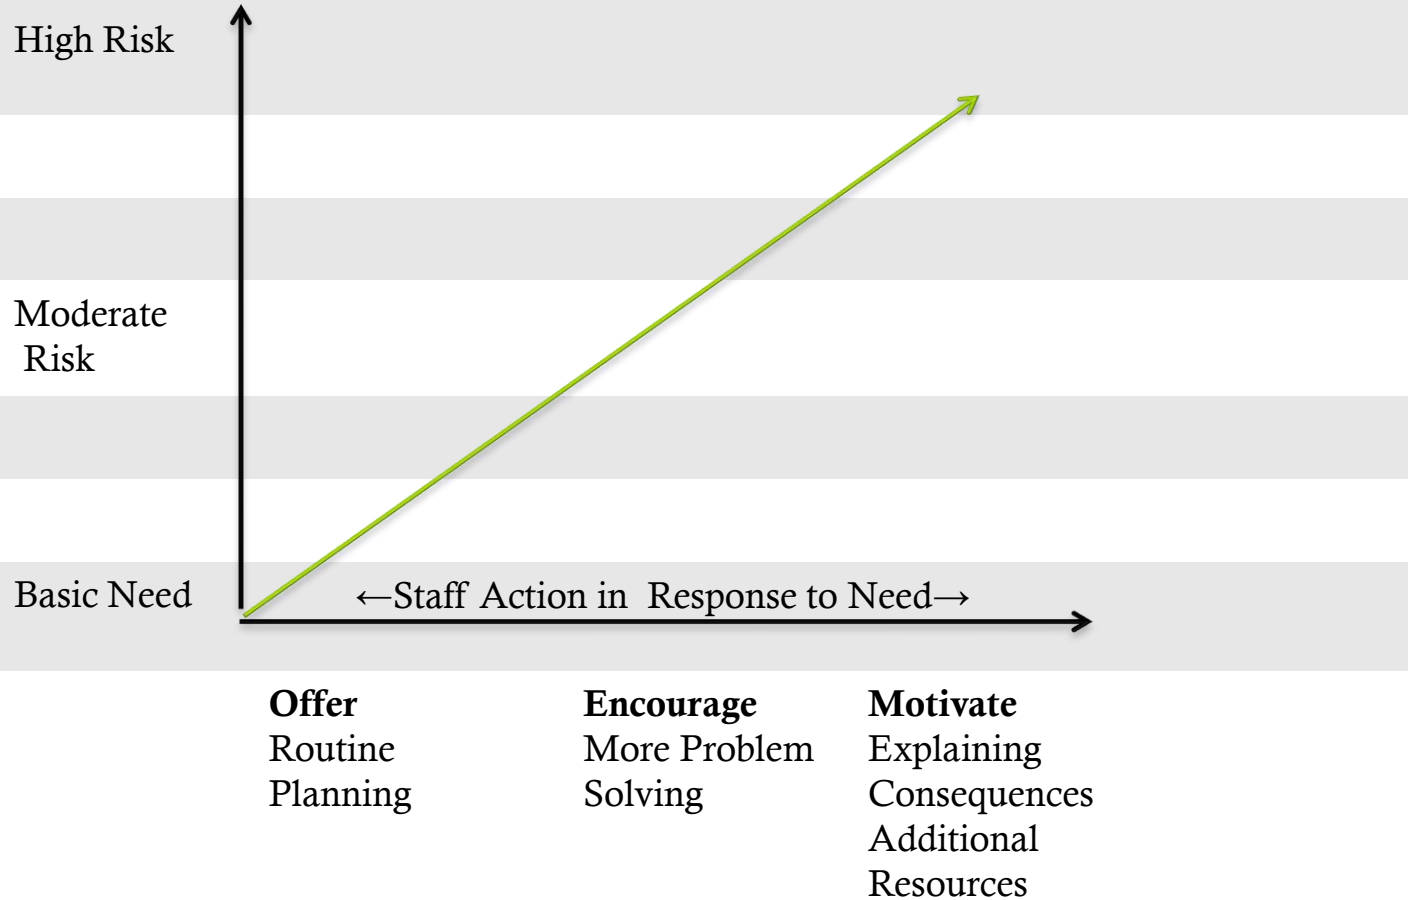 High Risk
Moderate
Risk
Basic Need
←Staff Action in Response to Need→
Offer
Routine
Planning
Encourage
More Problem
Solving
Motivate
Explaining
Consequences
Additional
Resources